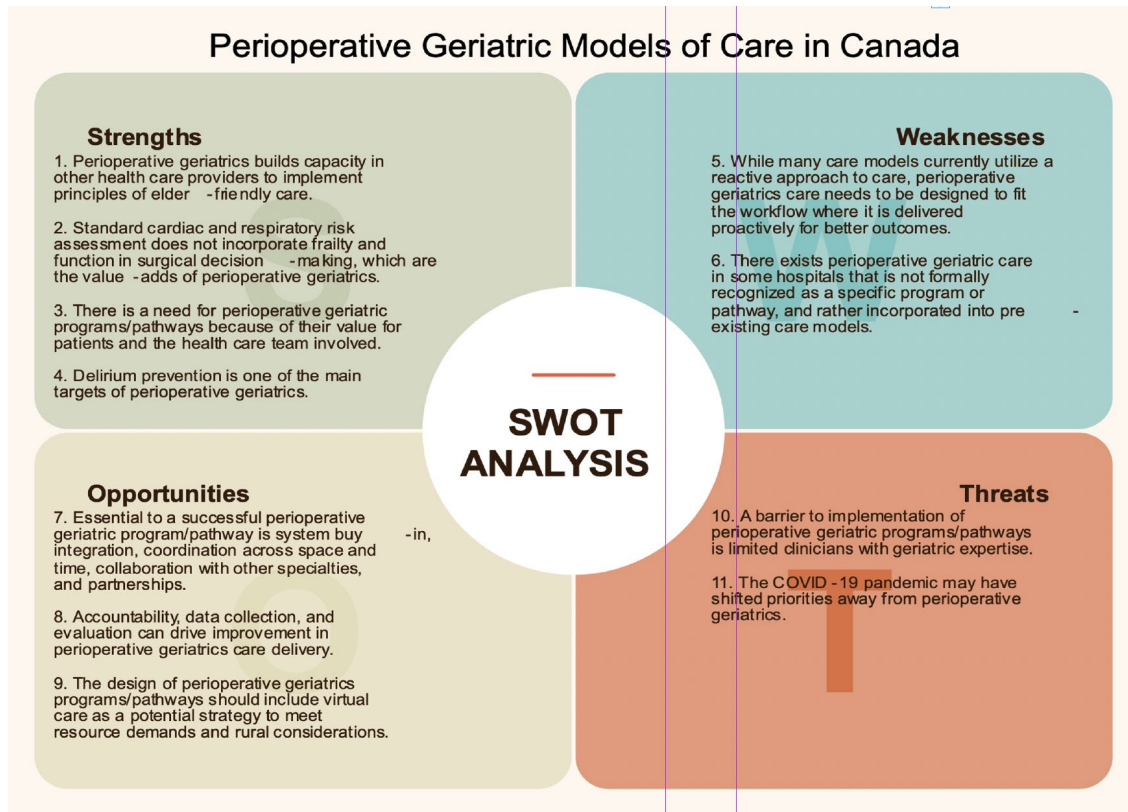 Perioperative Geriatric Models of Care in Canada
Strengths
1. Perioperative geriatrics builds capacity in
other health care providers to implement
principles of elder -friendly care.
2. Standard cardiac and respiratory risk
assessment does not incorporate frailty and
function in surgical decision -making, which are
the value -adds of perioperative geriatrics.
3. There is a need for perioperative geriatric
programs/pathways because of their value for
patients and the health care team involved.
4. Delirium prevention is one of the main
targets of perioperative geriatrics.
S
Weaknesses
5. While many care models currently utilize a
reactive approach to care, perioperative
geriatrics care needs to be designed to fit
the workflow where it is delivered
proactively for better outcomes.
6. There exists perioperative geriatric care
in some hospitals that is not formally
recognized as a specific program or
pathway, and rather incorporated into pre -
existing care models.
W
SWOT
ANALYSIS
Opportunities
7. Essential to a successful perioperative
geriatric program/pathway is system buy -in,
integration, coordination across space and
time, collaboration with other specialties,
and partnerships.
8. Accountability, data collection, and
evaluation can drive improvement in
perioperative geriatrics care delivery.
9. The design of perioperative geriatrics
programs/pathways should include virtual
care as a potential strategy to meet
resource demands and rural considerations.
O
Threats
10. A barrier to implementation of
perioperative geriatric programs/pathways
is limited clinicians with geriatric expertise.
11. The COVID -19 pandemic may have
shifted priorities away from perioperative
geriatrics.
T